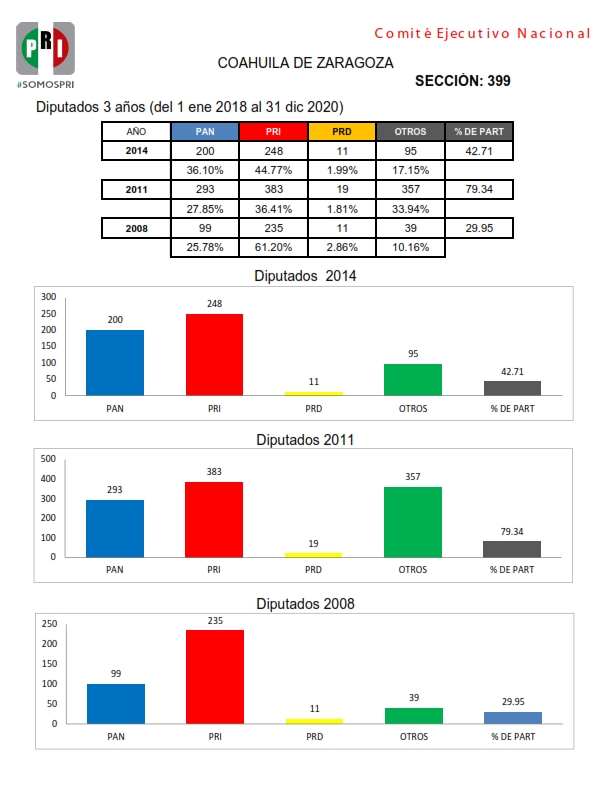 Comité Ejecutivo Nacional
PRI
#SOMOSPRI
COAHUILA DE ZARAGOZA
SECCIÓN: 399
Diputados 3 años (del 1 ene 2018 al 31 dic 2020)
AÑO PAN PRI PRD OTROS % DE PART
2014 200 248 11 95 42.71
36.10% 44.77% 1.99% 17.15%
2011 293 383 19 357 79.34
27.85% 36.41% 1.81% 33.94%
2008 99 235 11 39 29.95
25.78% 61.20% 2.86% 10.16%
Diputados 2014
300
250
200
150
100
50
0
200 248 11 95 42.71
PAN PRI PRD OTROS % DE PART
Diputados 2011
500
400
300
200
100
0
293 383 19 357 79.34
PAN PRI PRD OTROS % DE PART
Diputados 2008
250
200
150
100
50
0
99 235 11 39 29.95
PAN PRI PRD OTROS % DE PART